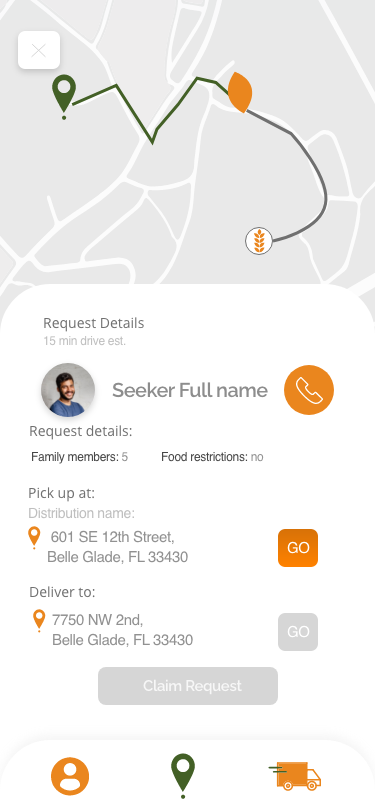 Request Details
15 min drive est.
Seeker Full name
Request details:
Family members: 5 Food restrictions: no
Pick up at:
Distribution name:
601 SE 12th Street,
Belle Glade, FL 33430
GO
Deliver to:
7750 NW 2nd,
Belle Glade, FL 33430
GO
Claim Request